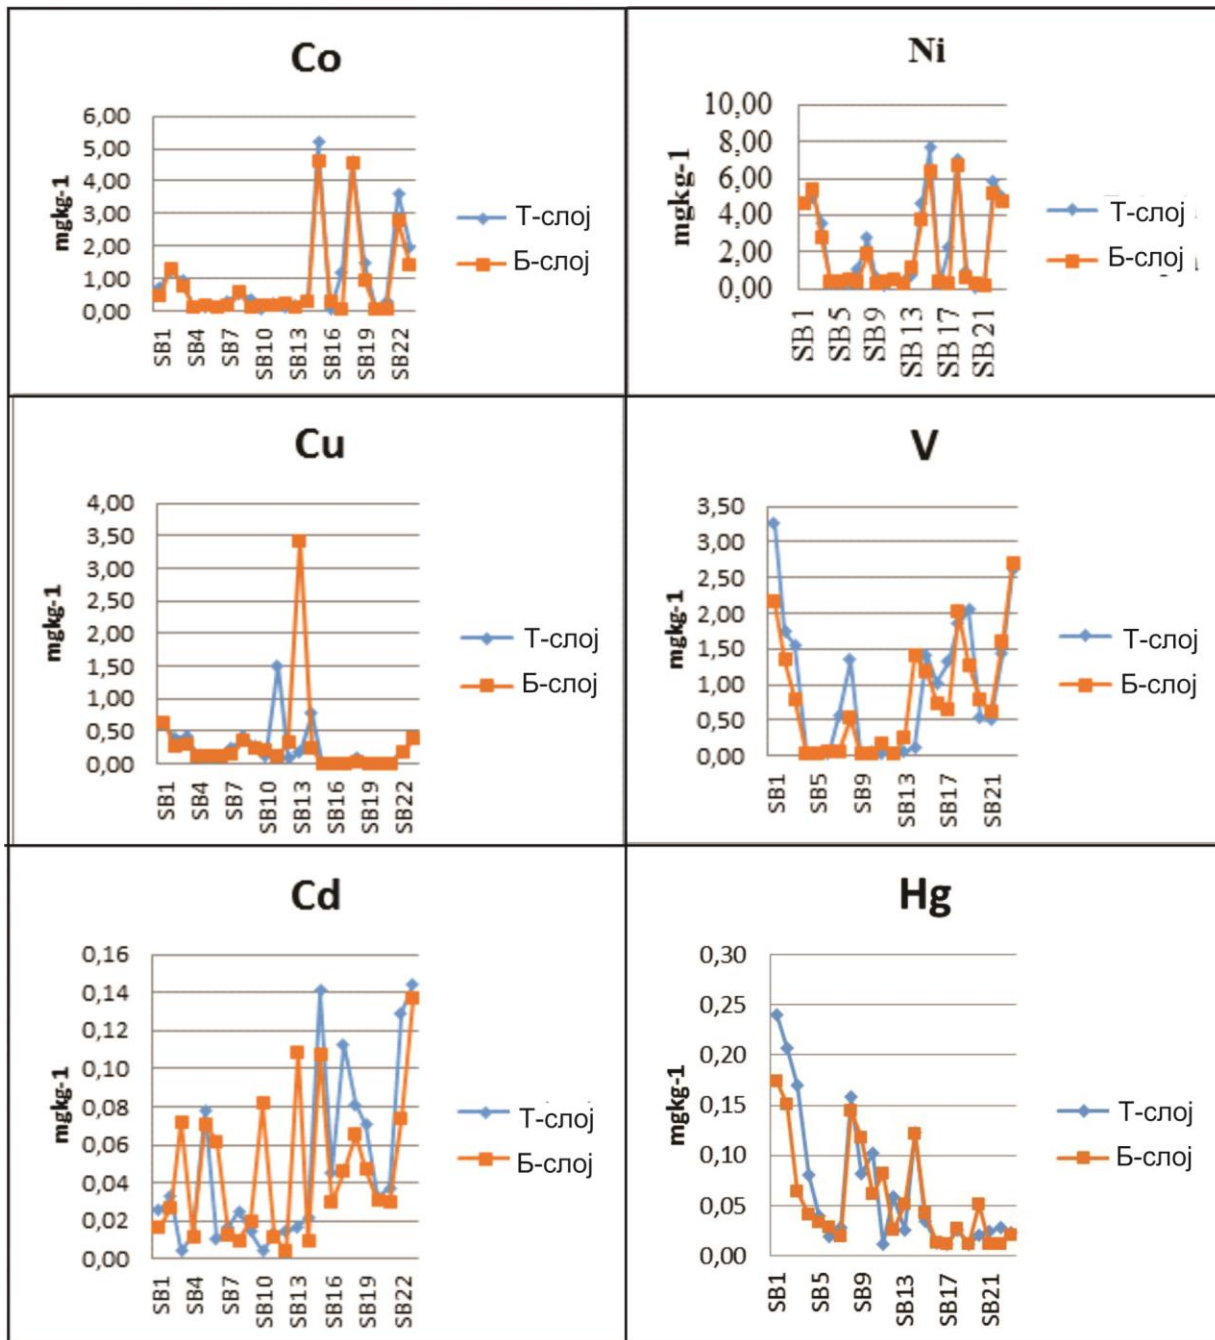 Co
6,00
5,00
4,00
3,00
2,00
1,00
0,00
mgkg-1
SB1
SB4
SB7
SB10
SB13
SB16
SB19
SB22
Т-слој
Б-слој
Ni
10,00
8,00
6,00
4,00
2,00
0,00
mgkg-1
SB1
SB5
SB9
SB13
SB17
SB21
Т-слој
Б-слој
Cu
4,00
3,50
3,00
2,50
2,00
1,50
1,00
0,50
0,00
mgkg-1
SB1
SB4
SB7
SB10
SB13
SB16
SB19
SB22
Т-слој
Б-слој
V
3,50
3,00
2,50
2,00
1,50
1,00
0,50
0,00
mgkg-1
SB1
SB5
SB9
SB13
SB17
SB21
Т-слој
Б-слој
Cd
0,16
0,14
0,12
0,10
0,08
0,06
0,04
0,02
0,00
mgkg-1
SB1
SB4
SB7
SB10
SB13
SB16
SB19
SB22
Т-слој
Б-слој
Hg
0,30
0,25
0,20
0,15
0,10
0,05
0,00
mgkg-1
SB1
SB5
SB9
SB13
SB17
SB21
Т-слој
Б-слој